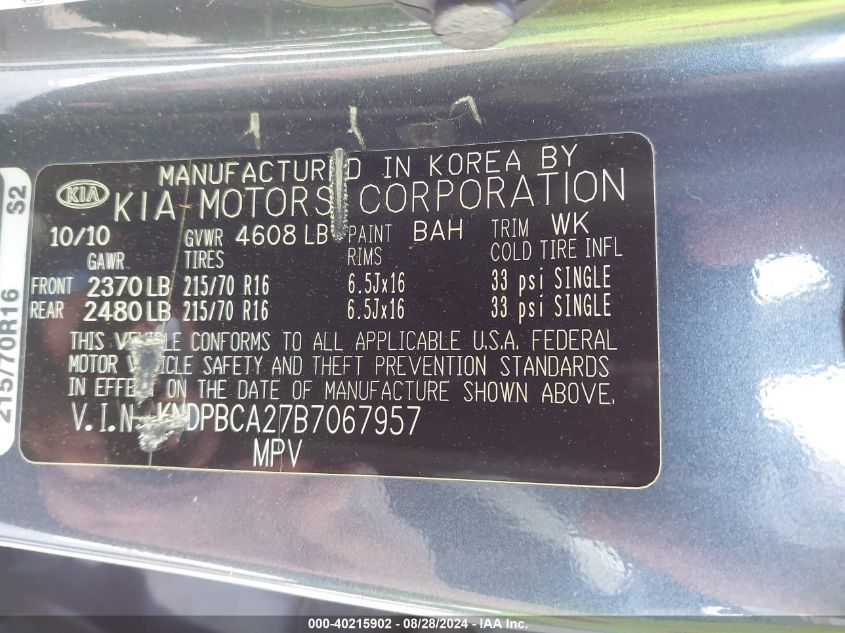 MANUFACTURED IN KOREA BY
KIA KIA MOTORS CORPORATION
10/10 GVWR 4608 LB PAINT BAH TRIM WK
GAWR TIRES RIMS COLD TIRE INFL
FRONT 2370 LB 215/70 R16 6.5Jx16 33 psi SINGLE
REAR 2480 LB 215/70 R16 6.5Jx16 33 psi SINGLE
THIS VEHICLE CONFORMS TO ALL APPLICABLE U.S.A. FEDERAL
MOTOR VEHICLE SAFETY AND THEFT PREVENTION STANDARDS
IN EFFECT ON THE DATE OF MANUFACTURE SHOWN ABOVE.
V.I.N KNDPBCA27B7067957
MPV
215/70R16 S2
000-40215902 / 08/28/2024 - IAA Inc.